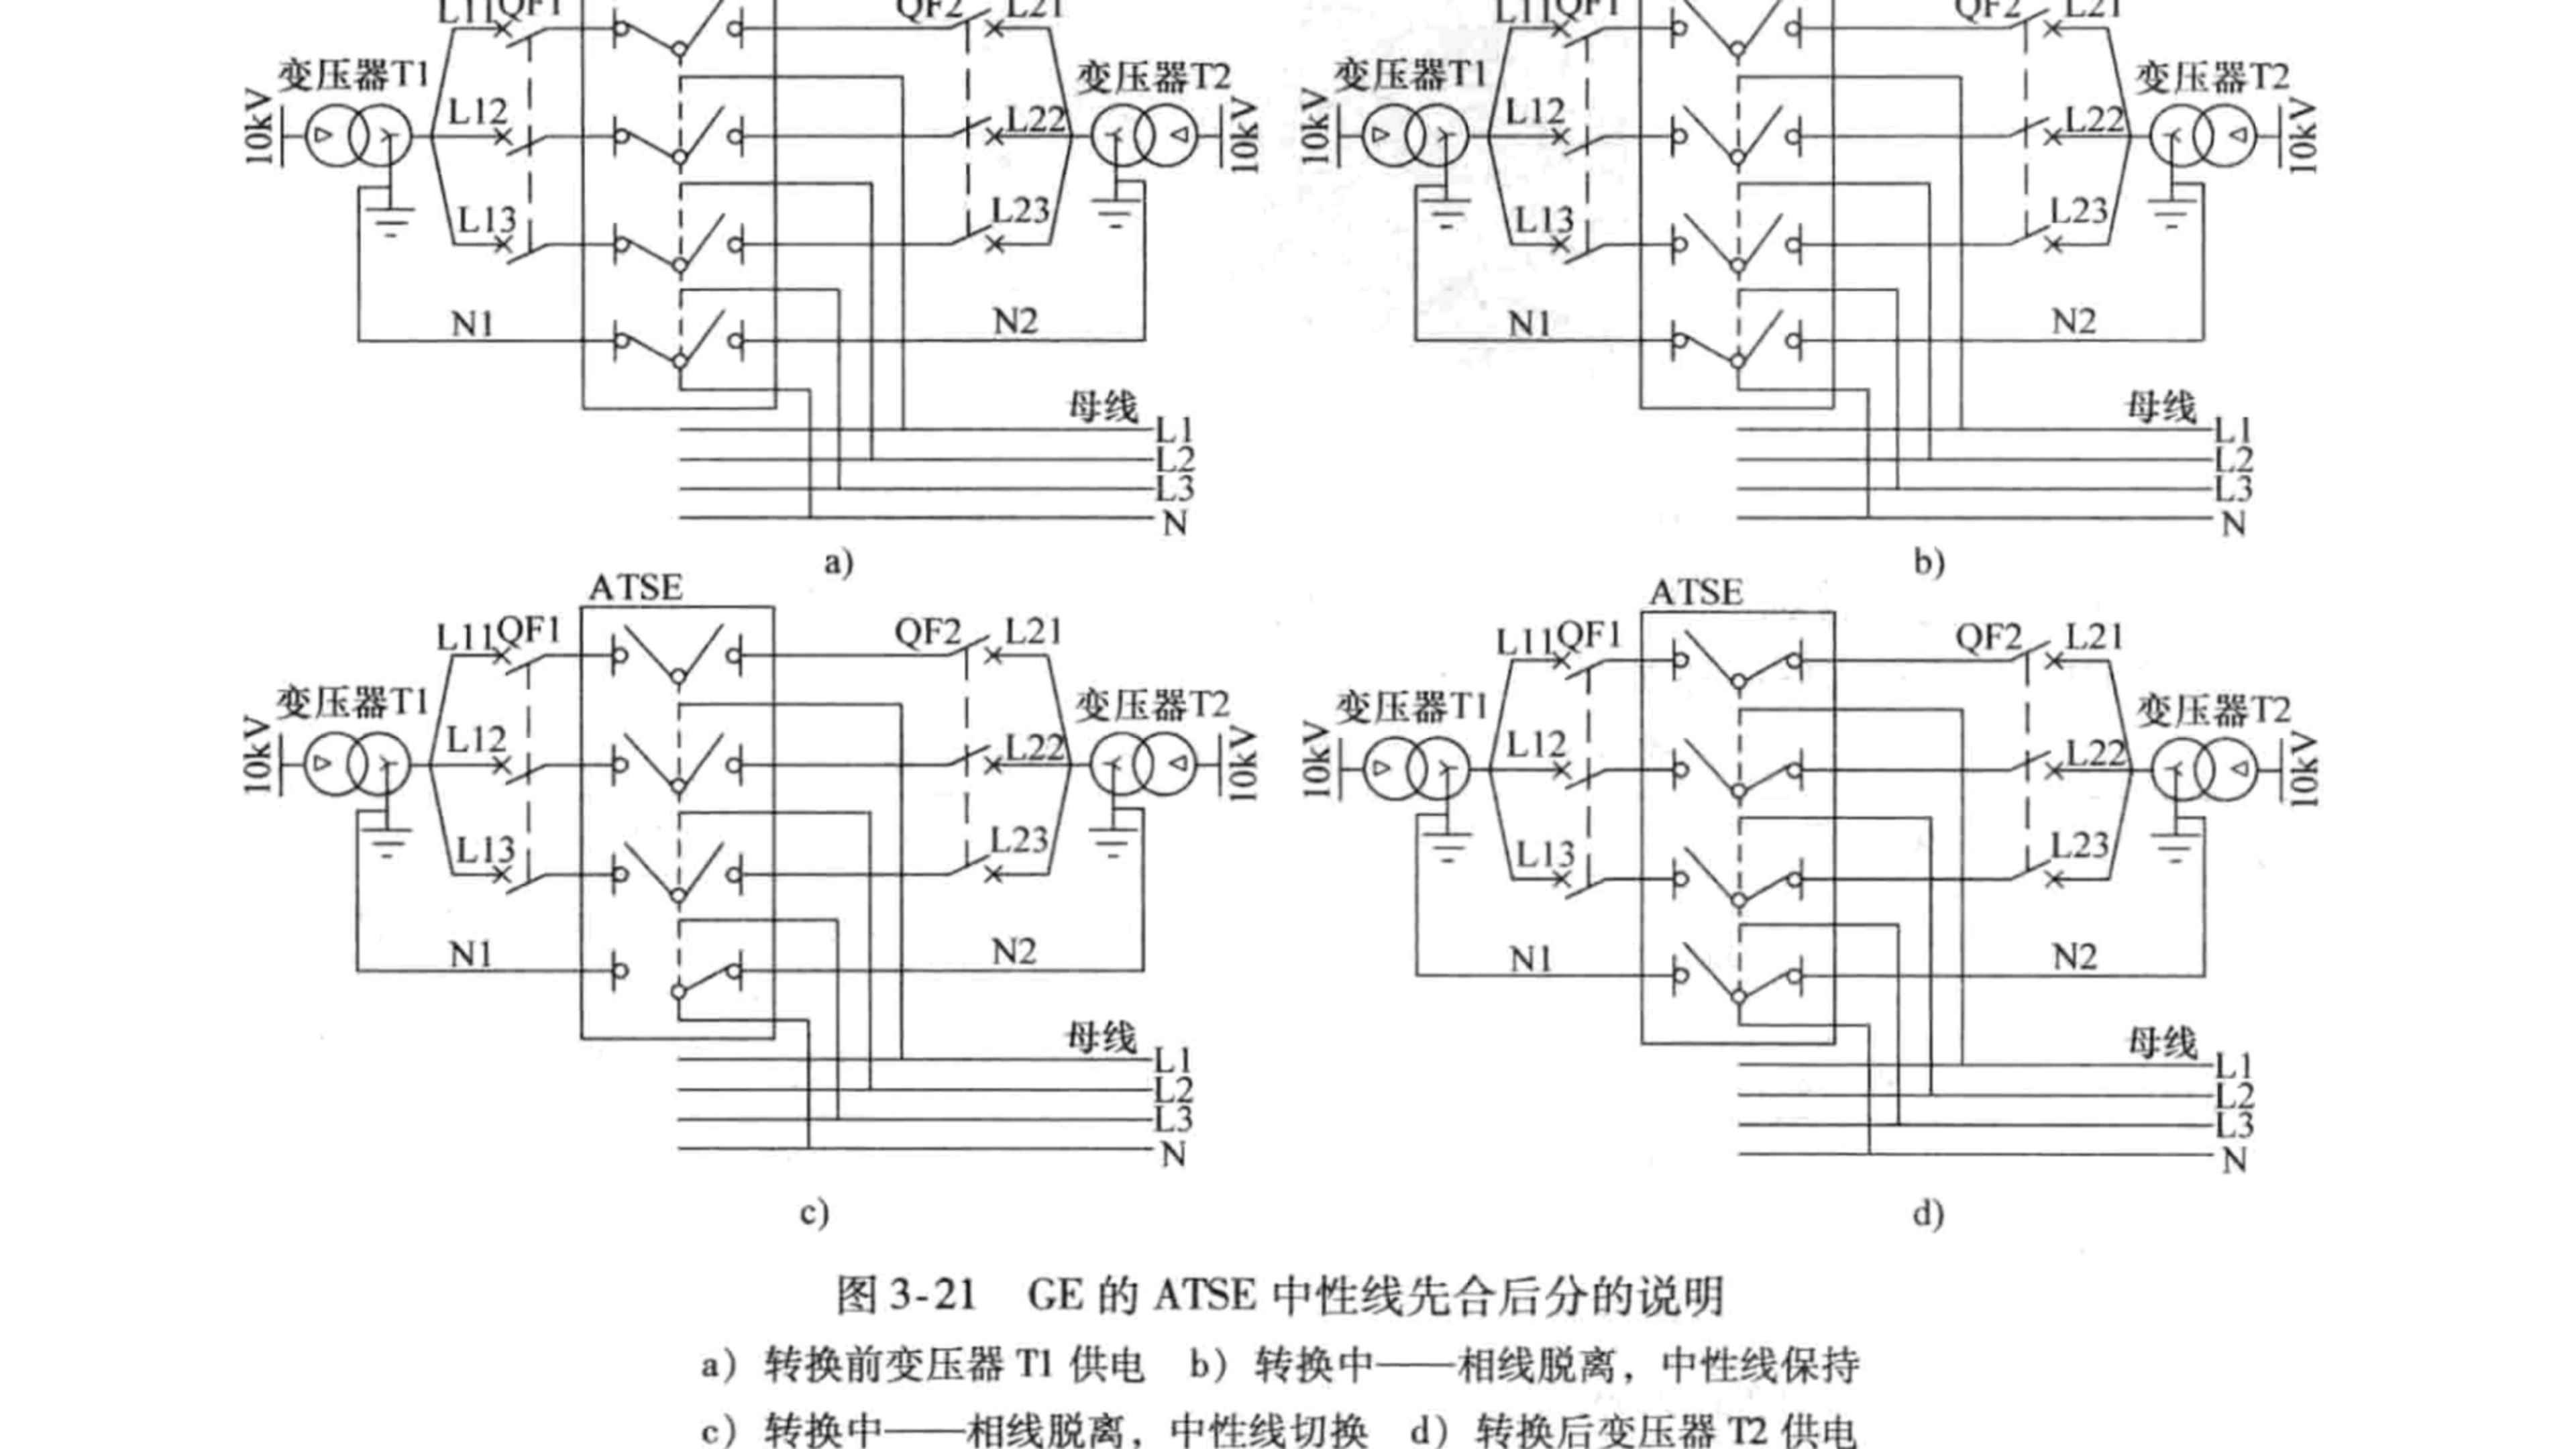 L11 QF1
QF2 L21
变压器T1
变压器T2
10kV
L12
L22
10kV
L13
L23
N1
N2
母线
L1
L2
L3
N
a)
L11 QF1
QF2 L21
变压器T1
变压器T2
10kV
L12
L22
10kV
L13
L23
N1
N2
母线
L1
L2
L3
N
b)
ATSE
L11 QF1
QF2 L21
变压器T1
变压器T2
10kV
L12
L22
10kV
L13
L23
N1
N2
母线
L1
L2
L3
N
c)
ATSE
L11 QF1
QF2 L21
变压器T1
变压器T2
10kV
L12
L22
10kV
L13
L23
N1
N2
母线
L1
L2
L3
N
d)
图 3-21 GE 的 ATSE 中性线先合后分的说明
a) 转换前变压器 T1 供电 b) 转换中——相线脱离，中性线保持
c) 转换中——相线脱离，中性线切换 d) 转换后变压器 T2 供电